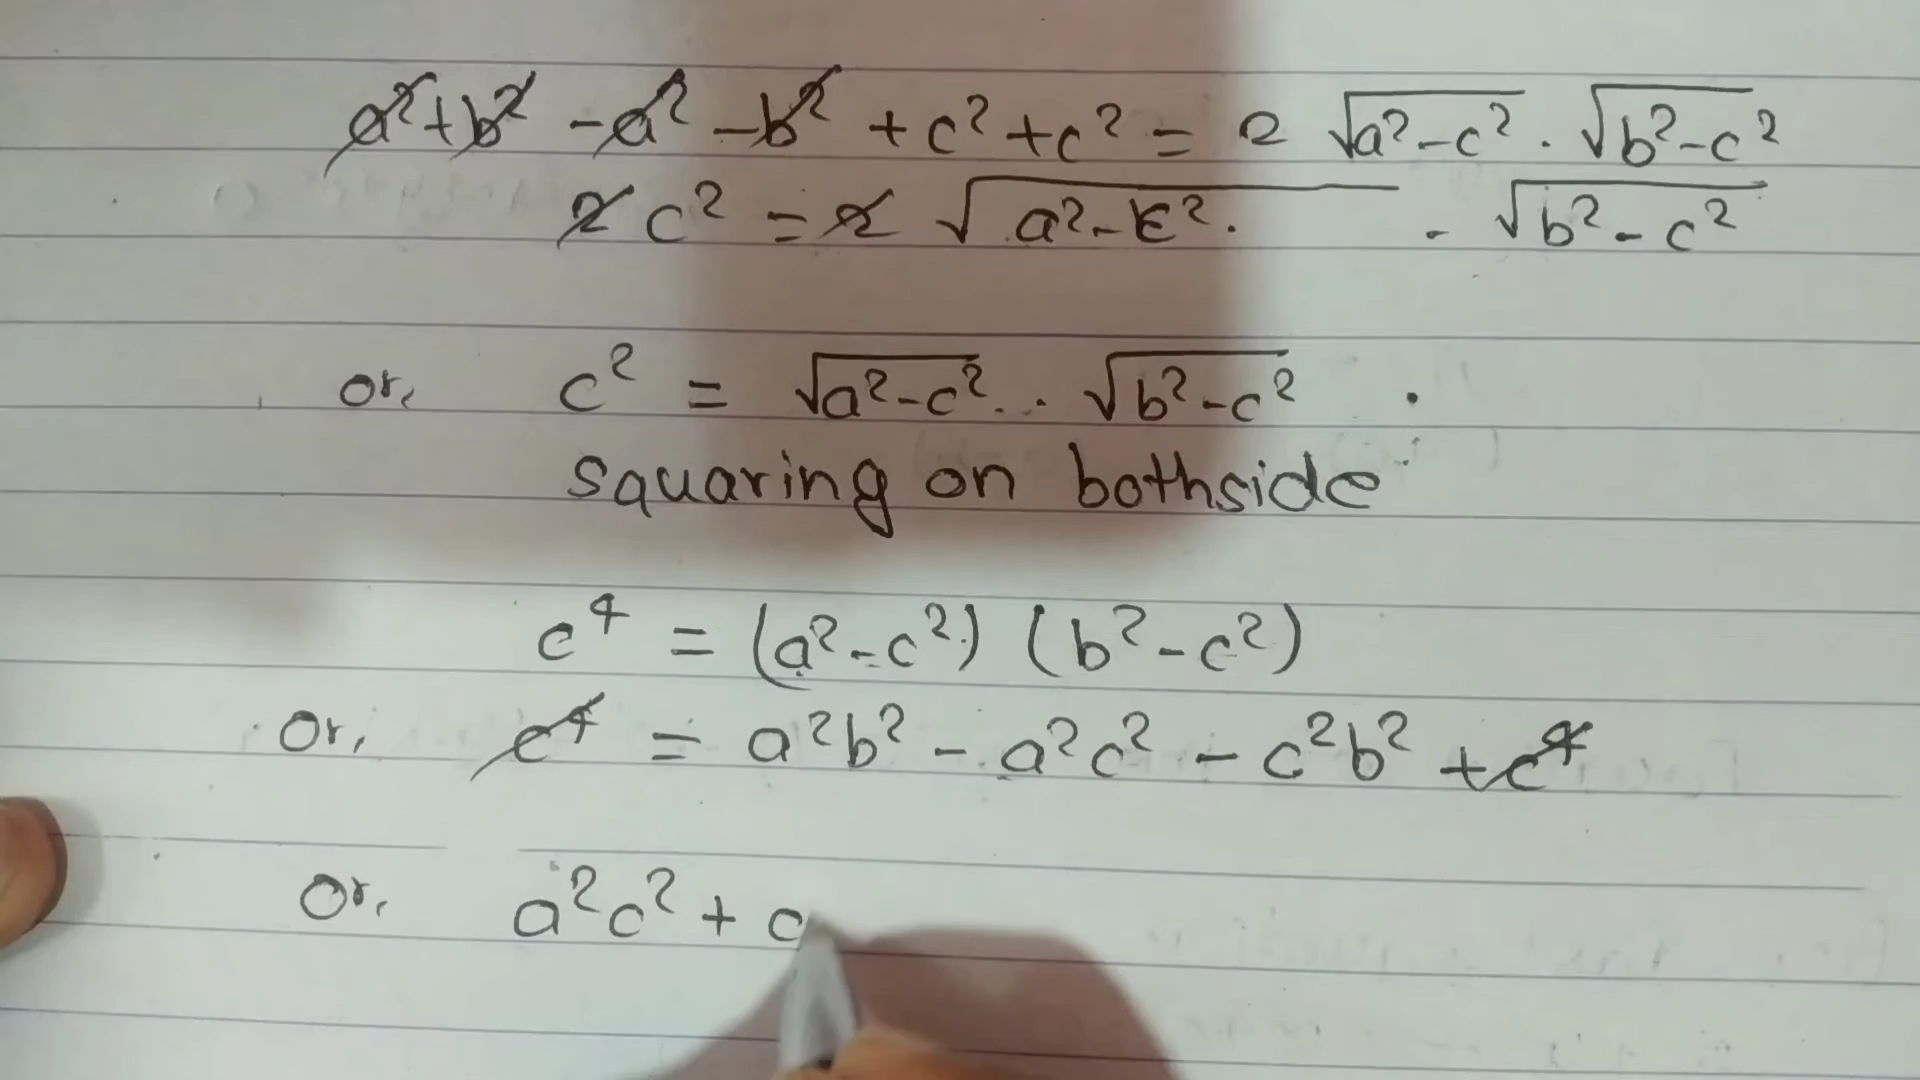 a²+b² -a² -b² +c²+c² = 2 √a²-c² . √b²-c²
2c² = 2 √a²-c². . √b²-c²
or, c² = √a²-c² .. √b²-c²
squaring on bothside
c⁴ = (a²-c²) (b²-c²)
or, c⁴ = a²b² - a²c² - c²b² +c⁴
or, a²c² + c